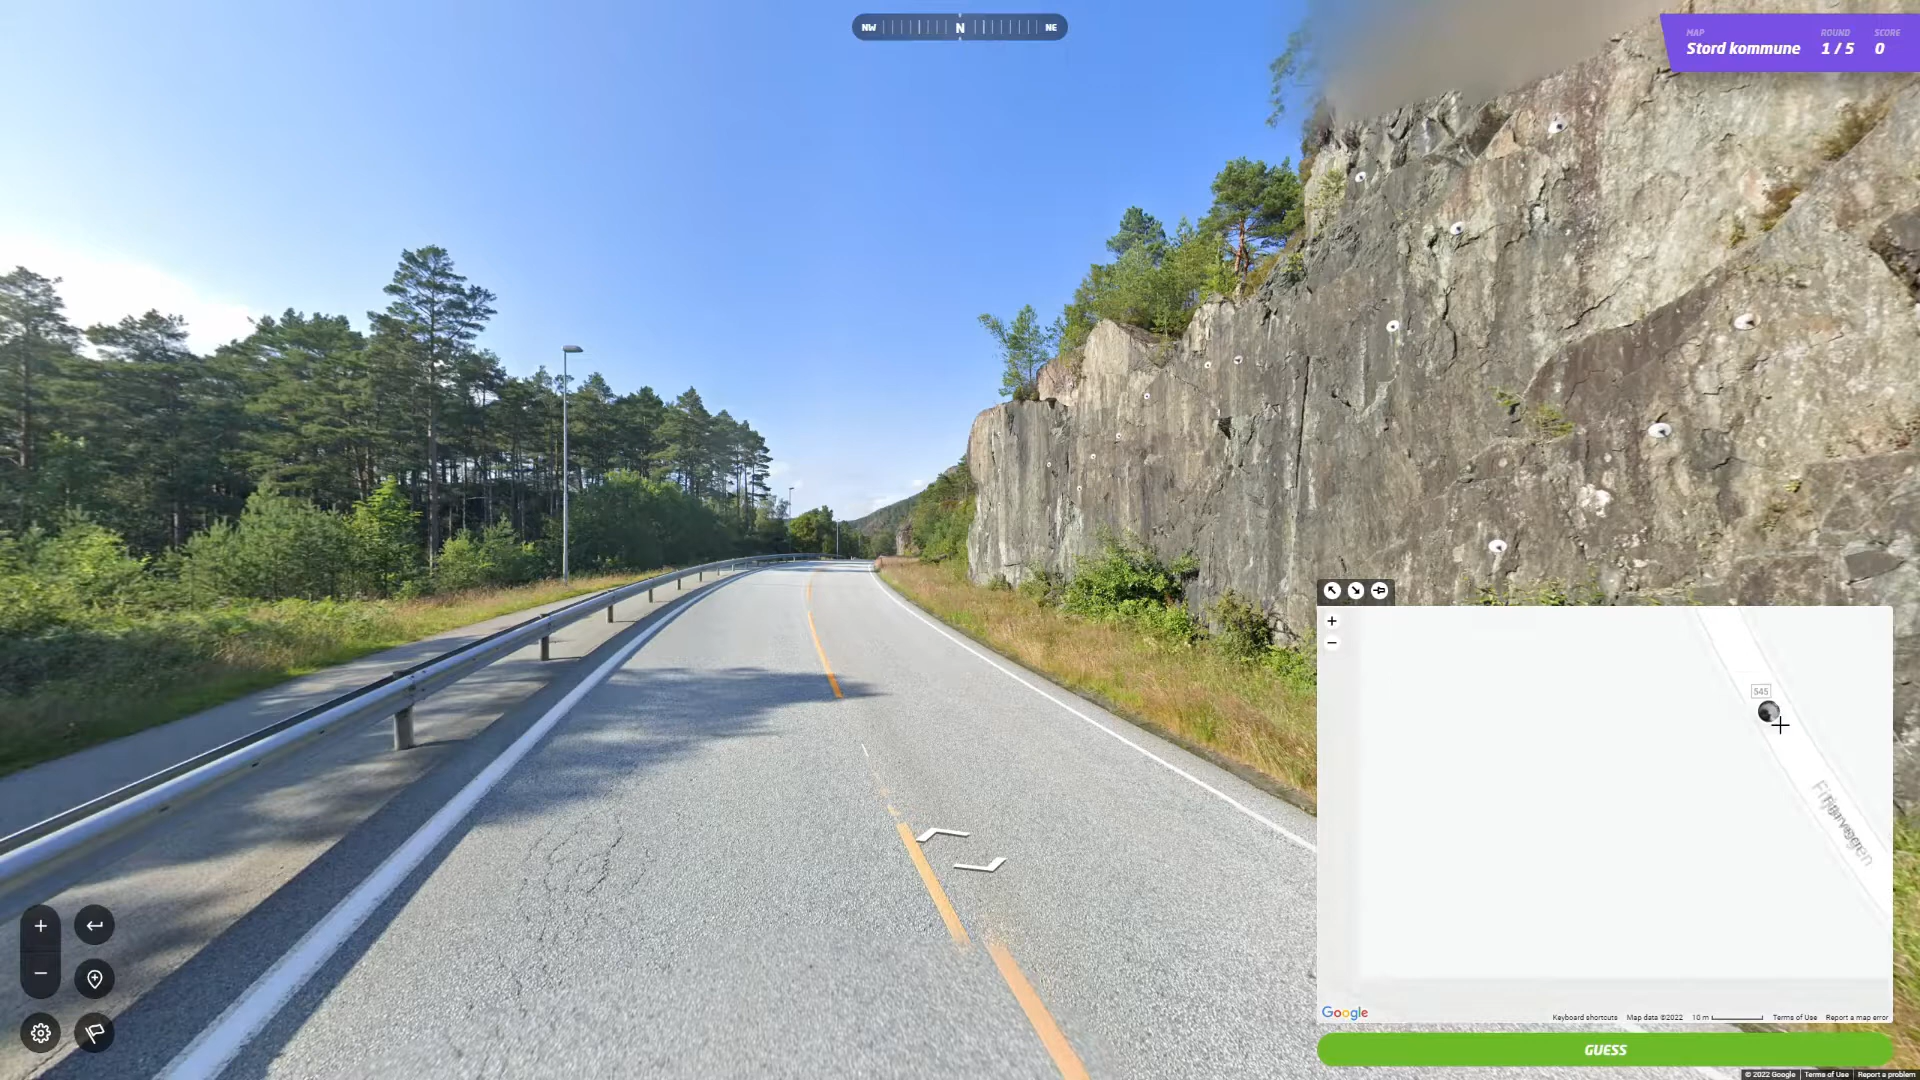 NW N NE
MAP ROUND SCORE
Stord kommune 1 / 5 0
545
Google
Keyboard shortcuts Map data ©2022 10 m Terms of Use Report a map error
GUESS
© 2022 Google Terms of Use Report a problem